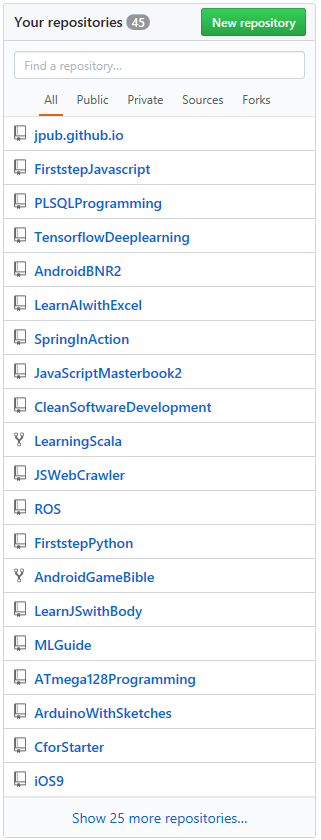 Your repositories 45 New repository
Find a repository...
All Public Private Sources Forks
jpub.github.io
FirststepJavascript
PLSQLProgramming
TensorflowDeeplearning
AndroidBNR2
LearnAIwithExcel
SpringInAction
JavaScriptMasterbook2
CleanSoftwareDevelopment
LearningScala
JSWebCrawler
ROS
FirststepPython
AndroidGameBible
LearnJSwithBody
MLGuide
ATmega128Programming
ArduinoWithSketches
CforStarter
iOS9
Show 25 more repositories...